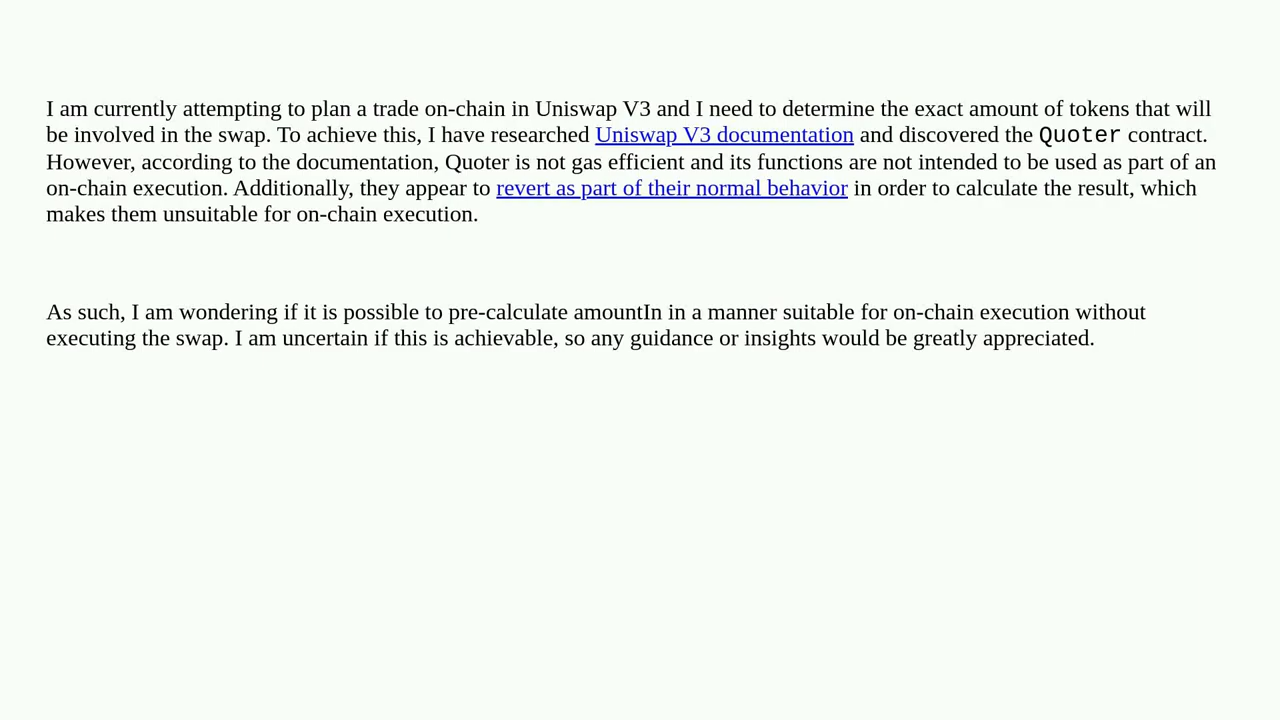 I am currently attempting to plan a trade on-chain in Uniswap V3 and I need to determine the exact amount of tokens that will
be involved in the swap. To achieve this, I have researched Uniswap V3 documentation and discovered the Quoter contract.
However, according to the documentation, Quoter is not gas efficient and its functions are not intended to be used as part of an
on-chain execution. Additionally, they appear to revert as part of their normal behavior in order to calculate the result, which
makes them unsuitable for on-chain execution.
As such, I am wondering if it is possible to pre-calculate amountIn in a manner suitable for on-chain execution without
executing the swap. I am uncertain if this is achievable, so any guidance or insights would be greatly appreciated.